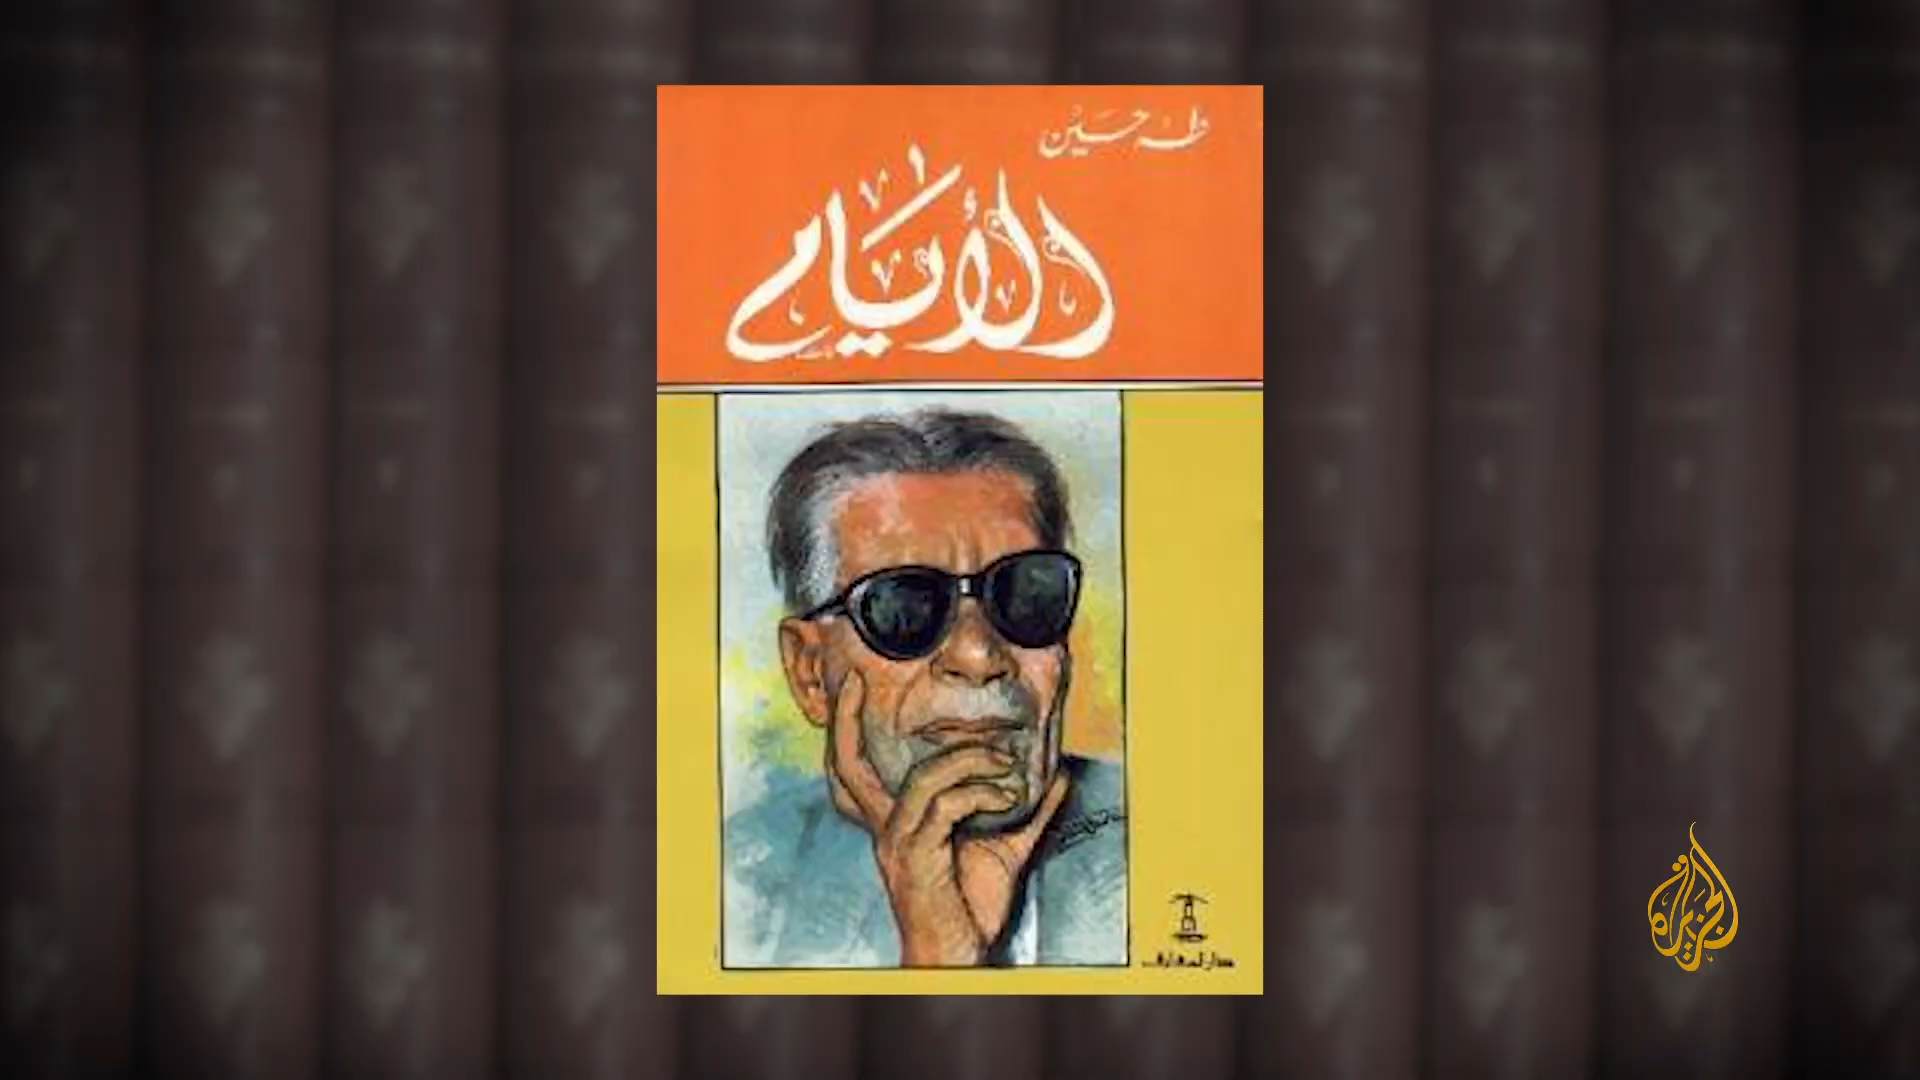 طه حسين
الأيام
دار المعارف
الجزيرة